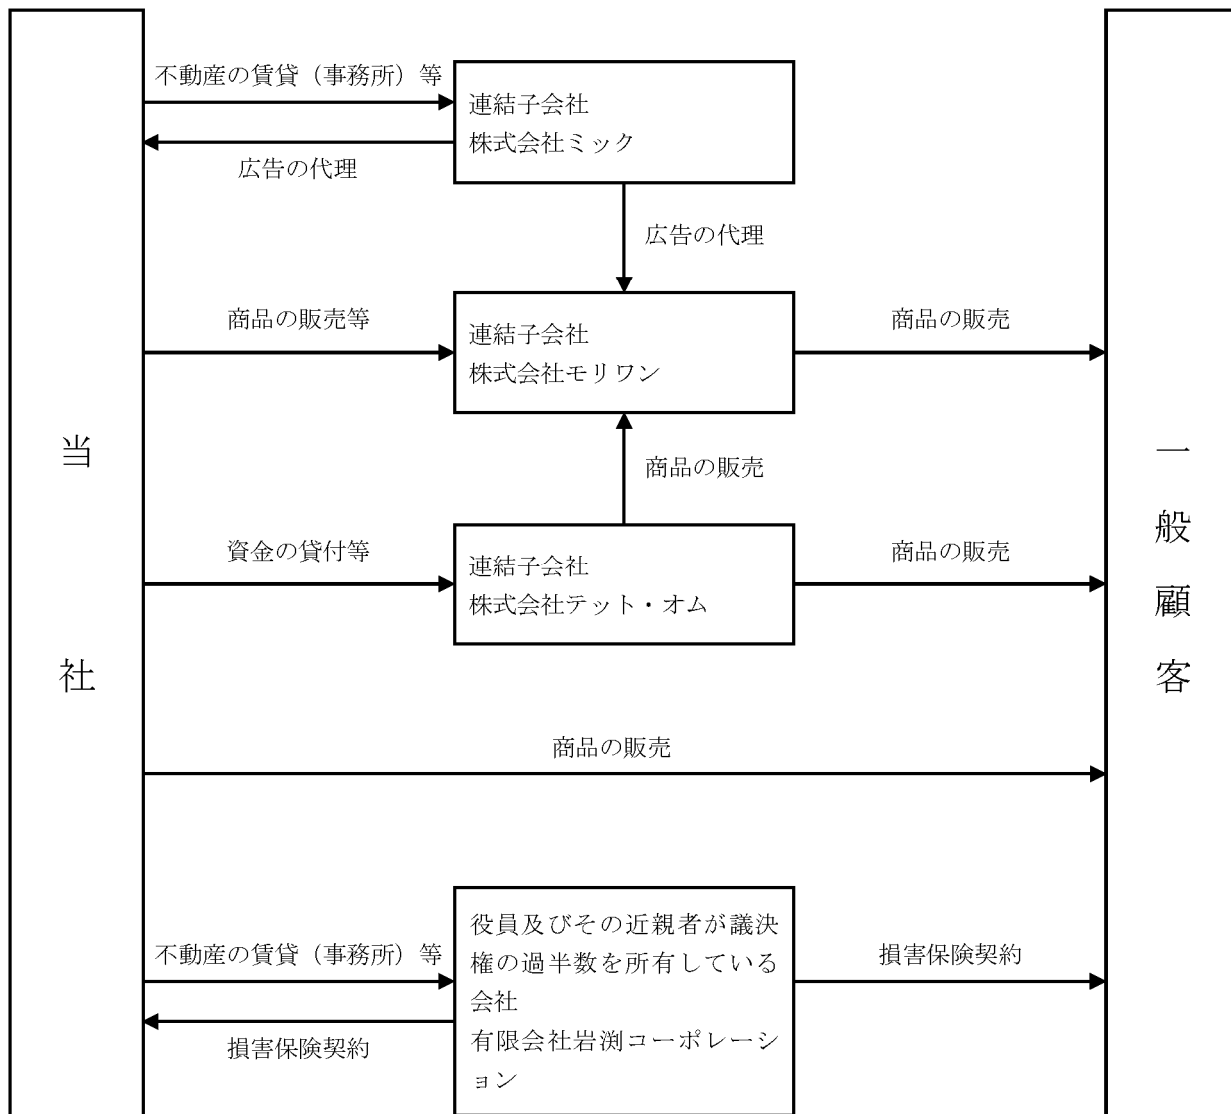 当社
不動産の賃貸（事務所）等
広告の代理
連結子会社
株式会社ミック
広告の代理
商品の販売等
連結子会社
株式会社モリワン
商品の販売
商品の販売
資金の貸付等
連結子会社
株式会社テット・オム
商品の販売
商品の販売
不動産の賃貸（事務所）等
損害保険契約
役員及びその近親者が議決
権の過半数を所有している
会社
有限会社岩渕コーポレーシ
ョン
損害保険契約
一般顧客